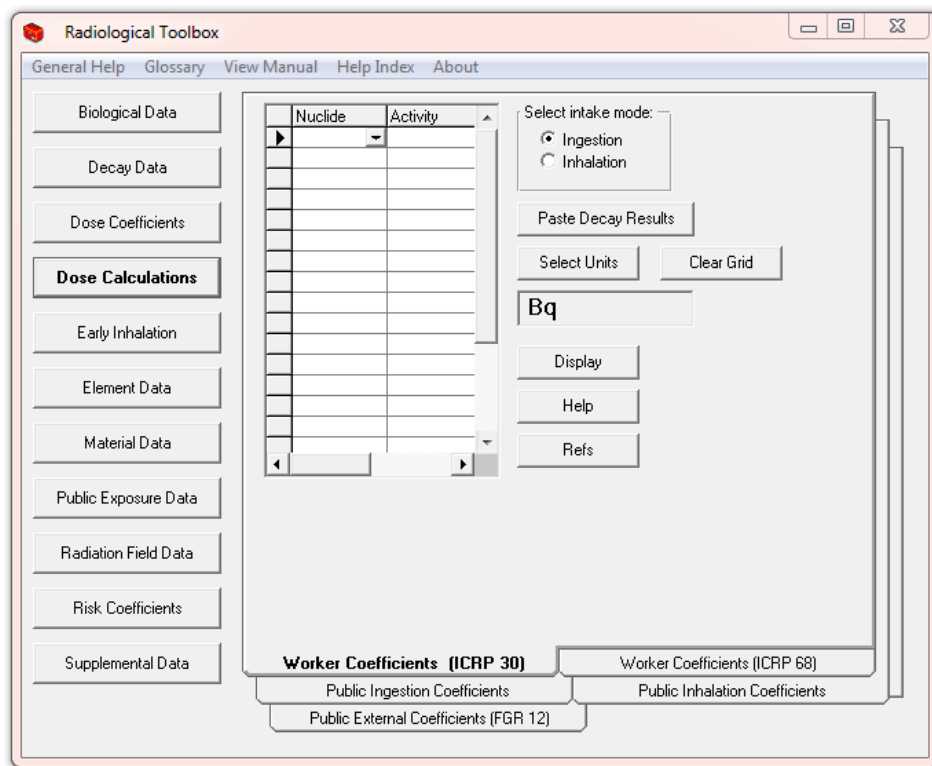 Radiological Toolbox
General Help Glossary View Manual Help Index About
Biological Data
Decay Data
Dose Coefficients
Dose Calculations
Early Inhalation
Element Data
Material Data
Public Exposure Data
Radiation Field Data
Risk Coefficients
Supplemental Data
Nuclide Activity
Select intake mode:
Ingestion
Inhalation
Paste Decay Results
Select Units Clear Grid
Bq
Display
Help
Refs
Worker Coefficients (ICRP 30) Worker Coefficients (ICRP 68)
Public Ingestion Coefficients Public Inhalation Coefficients
Public External Coefficients (FGR 12)